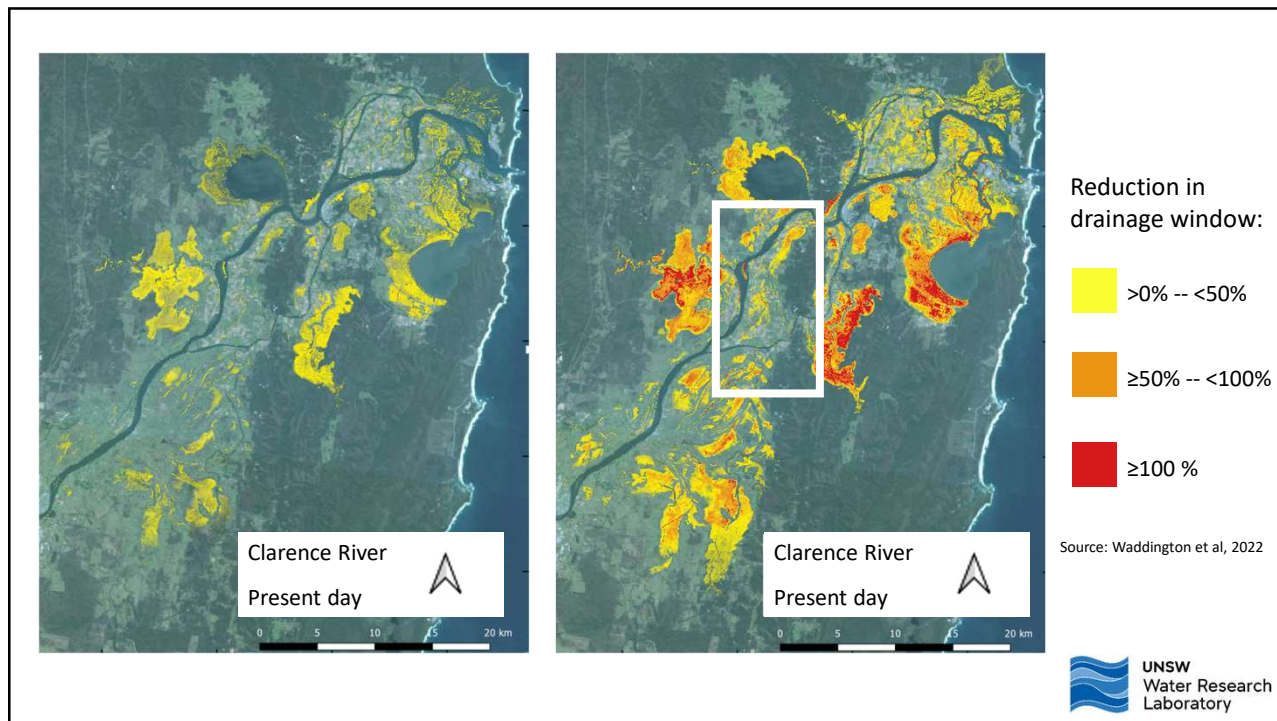 Clarence River
Present day
0 5 10 15 20 km
Clarence River
Present day
0 5 10 15 20 km
Reduction in
drainage window:
>0% -- <50%
≥50% -- <100%
≥100 %
Source: Waddington et al, 2022
UNSW
Water Research
Laboratory